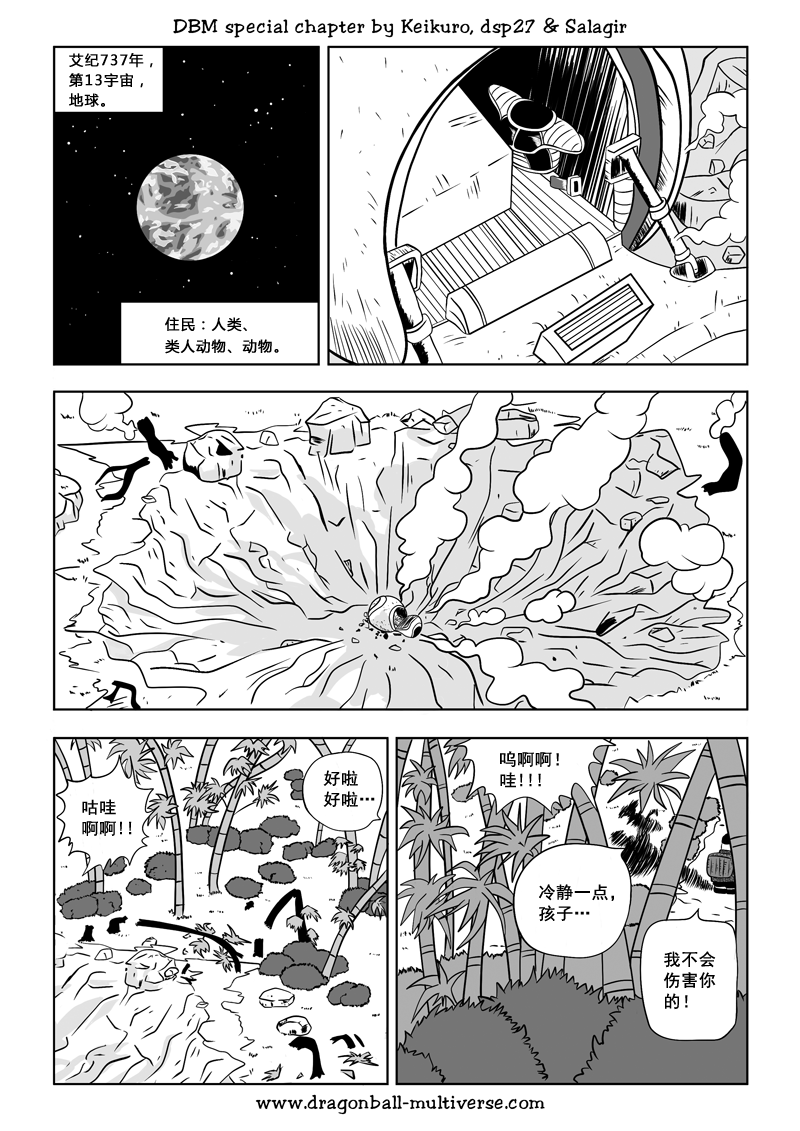 DBM special chapter by Keikuro, dsp27 & Salagir
艾纪737年，
第13宇宙，
地球。
住民：人类、
类人动物、动物。
咕哇
啊啊!!
好啦
好啦…
呜啊啊!
哇!!!
冷静一点，
孩子…
我不会
伤害你
的!
www.dragonball-multiverse.com